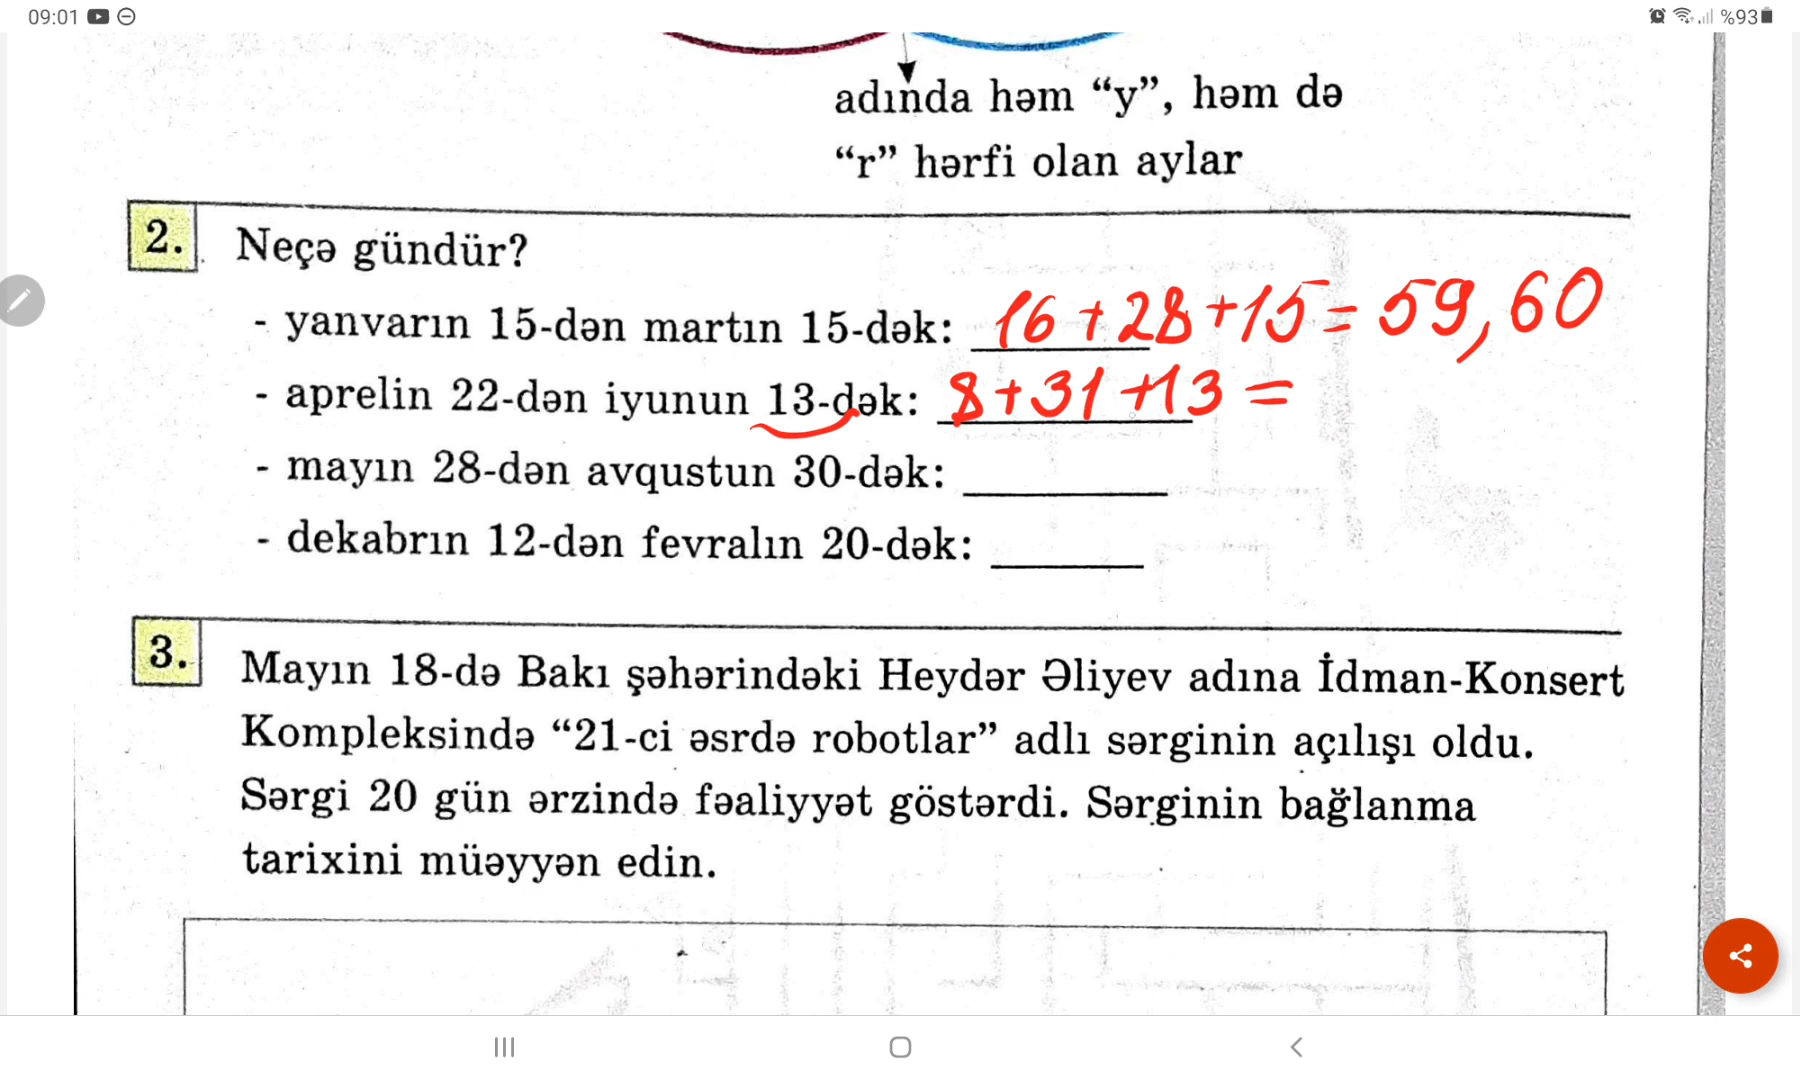 09:01 %93
adında həm “y”, həm də
“r” hərfi olan aylar
2. Neçə gündür?
- yanvarın 15-dən martın 15-dək: 16 + 28 + 15 = 59, 60
- aprelin 22-dən iyunun 13-dək: 8 + 31 + 13 =
- mayın 28-dən avqustun 30-dək:
- dekabrın 12-dən fevralın 20-dək:
3. Mayın 18-də Bakı şəhərindəki Heydər Əliyev adına İdman-Konsert
Kompleksində “21-ci əsrdə robotlar” adlı sərginin açılışı oldu.
Sərgi 20 gün ərzində fəaliyyət göstərdi. Sərginin bağlanma
tarixini müəyyən edin.